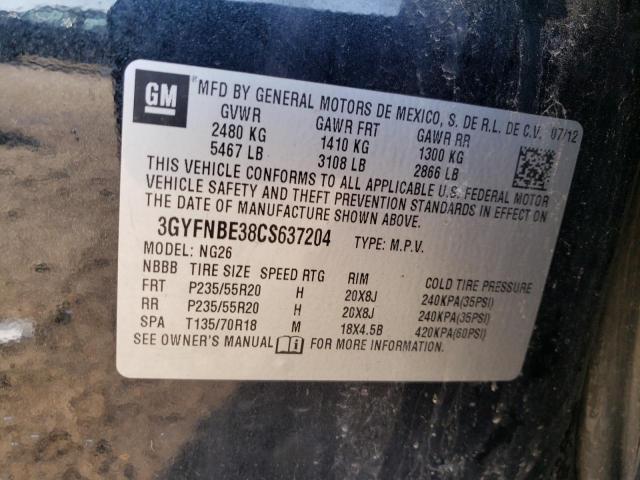 GM
MFD BY GENERAL MOTORS DE MEXICO, S. DE R.L. DE C.V. 07/12
GVWR GAWR FRT GAWR RR
2480 KG 1410 KG 1300 KG
5467 LB 3108 LB 2866 LB
THIS VEHICLE CONFORMS TO ALL APPLICABLE U.S. FEDERAL MOTOR
VEHICLE SAFETY AND THEFT PREVENTION STANDARDS IN EFFECT ON
THE DATE OF MANUFACTURE SHOWN ABOVE.
3GYFNBE38CS637204 TYPE: M.P.V.
MODEL: NG26
NBBB TIRE SIZE SPEED RTG RIM COLD TIRE PRESSURE
FRT P235/55R20 H 20X8J 240KPA(35PSI)
RR P235/55R20 H 20X8J 240KPA(35PSI)
SPA T135/70R18 M 18X4.5B 420KPA(60PSI)
SEE OWNER'S MANUAL FOR MORE INFORMATION.